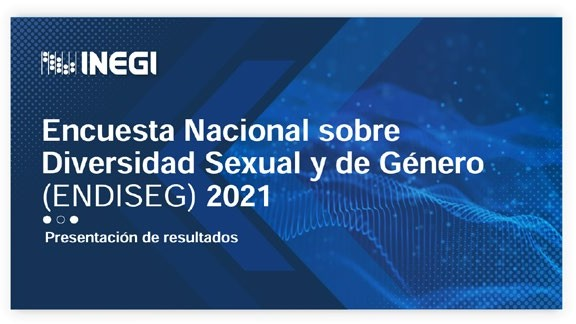 INEGI
Encuesta Nacional sobre
Diversidad Sexual y de Género
(ENDISEG) 2021
Presentación de resultados